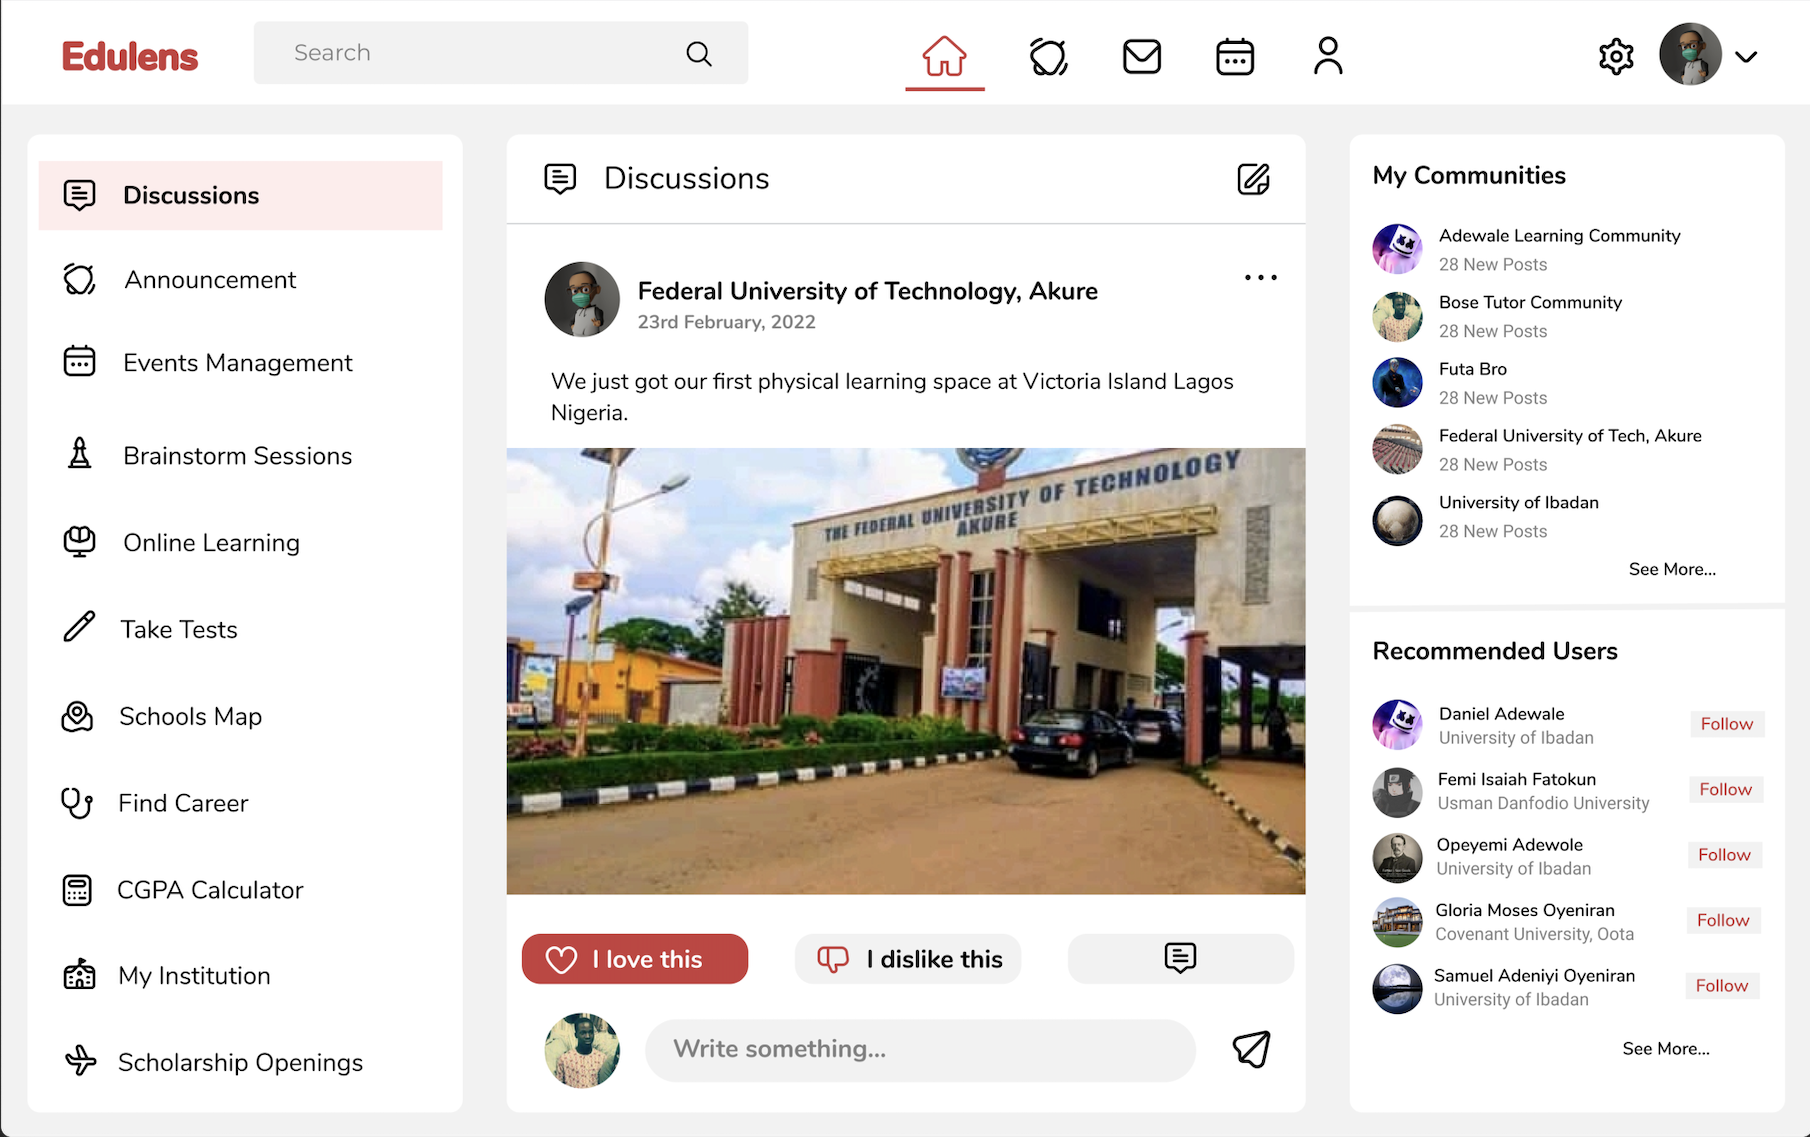 Edulens
Search
Discussions
Announcement
Events Management
Brainstorm Sessions
Online Learning
Take Tests
Schools Map
Find Career
CGPA Calculator
My Institution
Scholarship Openings
Discussions
Federal University of Technology, Akure
23rd February, 2022
We just got our first physical learning space at Victoria Island Lagos
Nigeria.
THE FEDERAL UNIVERSITY OF TECHNOLOGY
AKURE
I love this
I dislike this
Write something...
My Communities
Adewale Learning Community
28 New Posts
Bose Tutor Community
28 New Posts
Futa Bro
28 New Posts
Federal University of Tech, Akure
28 New Posts
University of Ibadan
28 New Posts
See More...
Recommended Users
Daniel Adewale
University of Ibadan
Follow
Femi Isaiah Fatokun
Usman Danfodio University
Follow
Opeyemi Adewole
University of Ibadan
Follow
Gloria Moses Oyeniran
Covenant University, Oota
Follow
Samuel Adeniyi Oyeniran
University of Ibadan
Follow
See More...